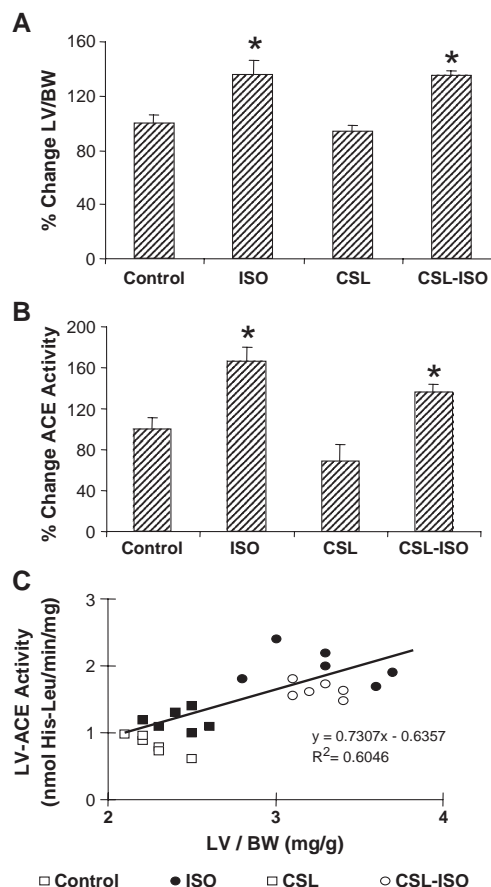 A
% Change LV/BW
160
120
80
40
0
* *
Control ISO CSL CSL-ISO
B
% Change ACE Activity
200
160
120
80
40
0
* *
Control ISO CSL CSL-ISO
C
LV-ACE Activity
(nmol His-Leu/min/mg)
3
2
1
0
y = 0.7307x - 0.6357
R2= 0.6046
2 3 4
LV / BW (mg/g)
Control ISO CSL CSL-ISO